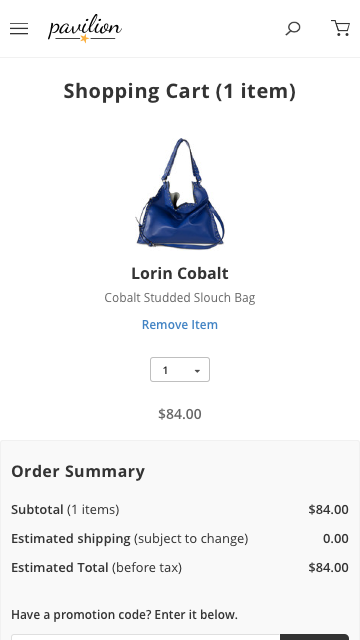 pavilion
Shopping Cart (1 item)
Lorin Cobalt
Cobalt Studded Slouch Bag
Remove Item
1
$84.00
Order Summary
Subtotal (1 items) $84.00
Estimated shipping (subject to change) 0.00
Estimated Total (before tax) $84.00
Have a promotion code? Enter it below.